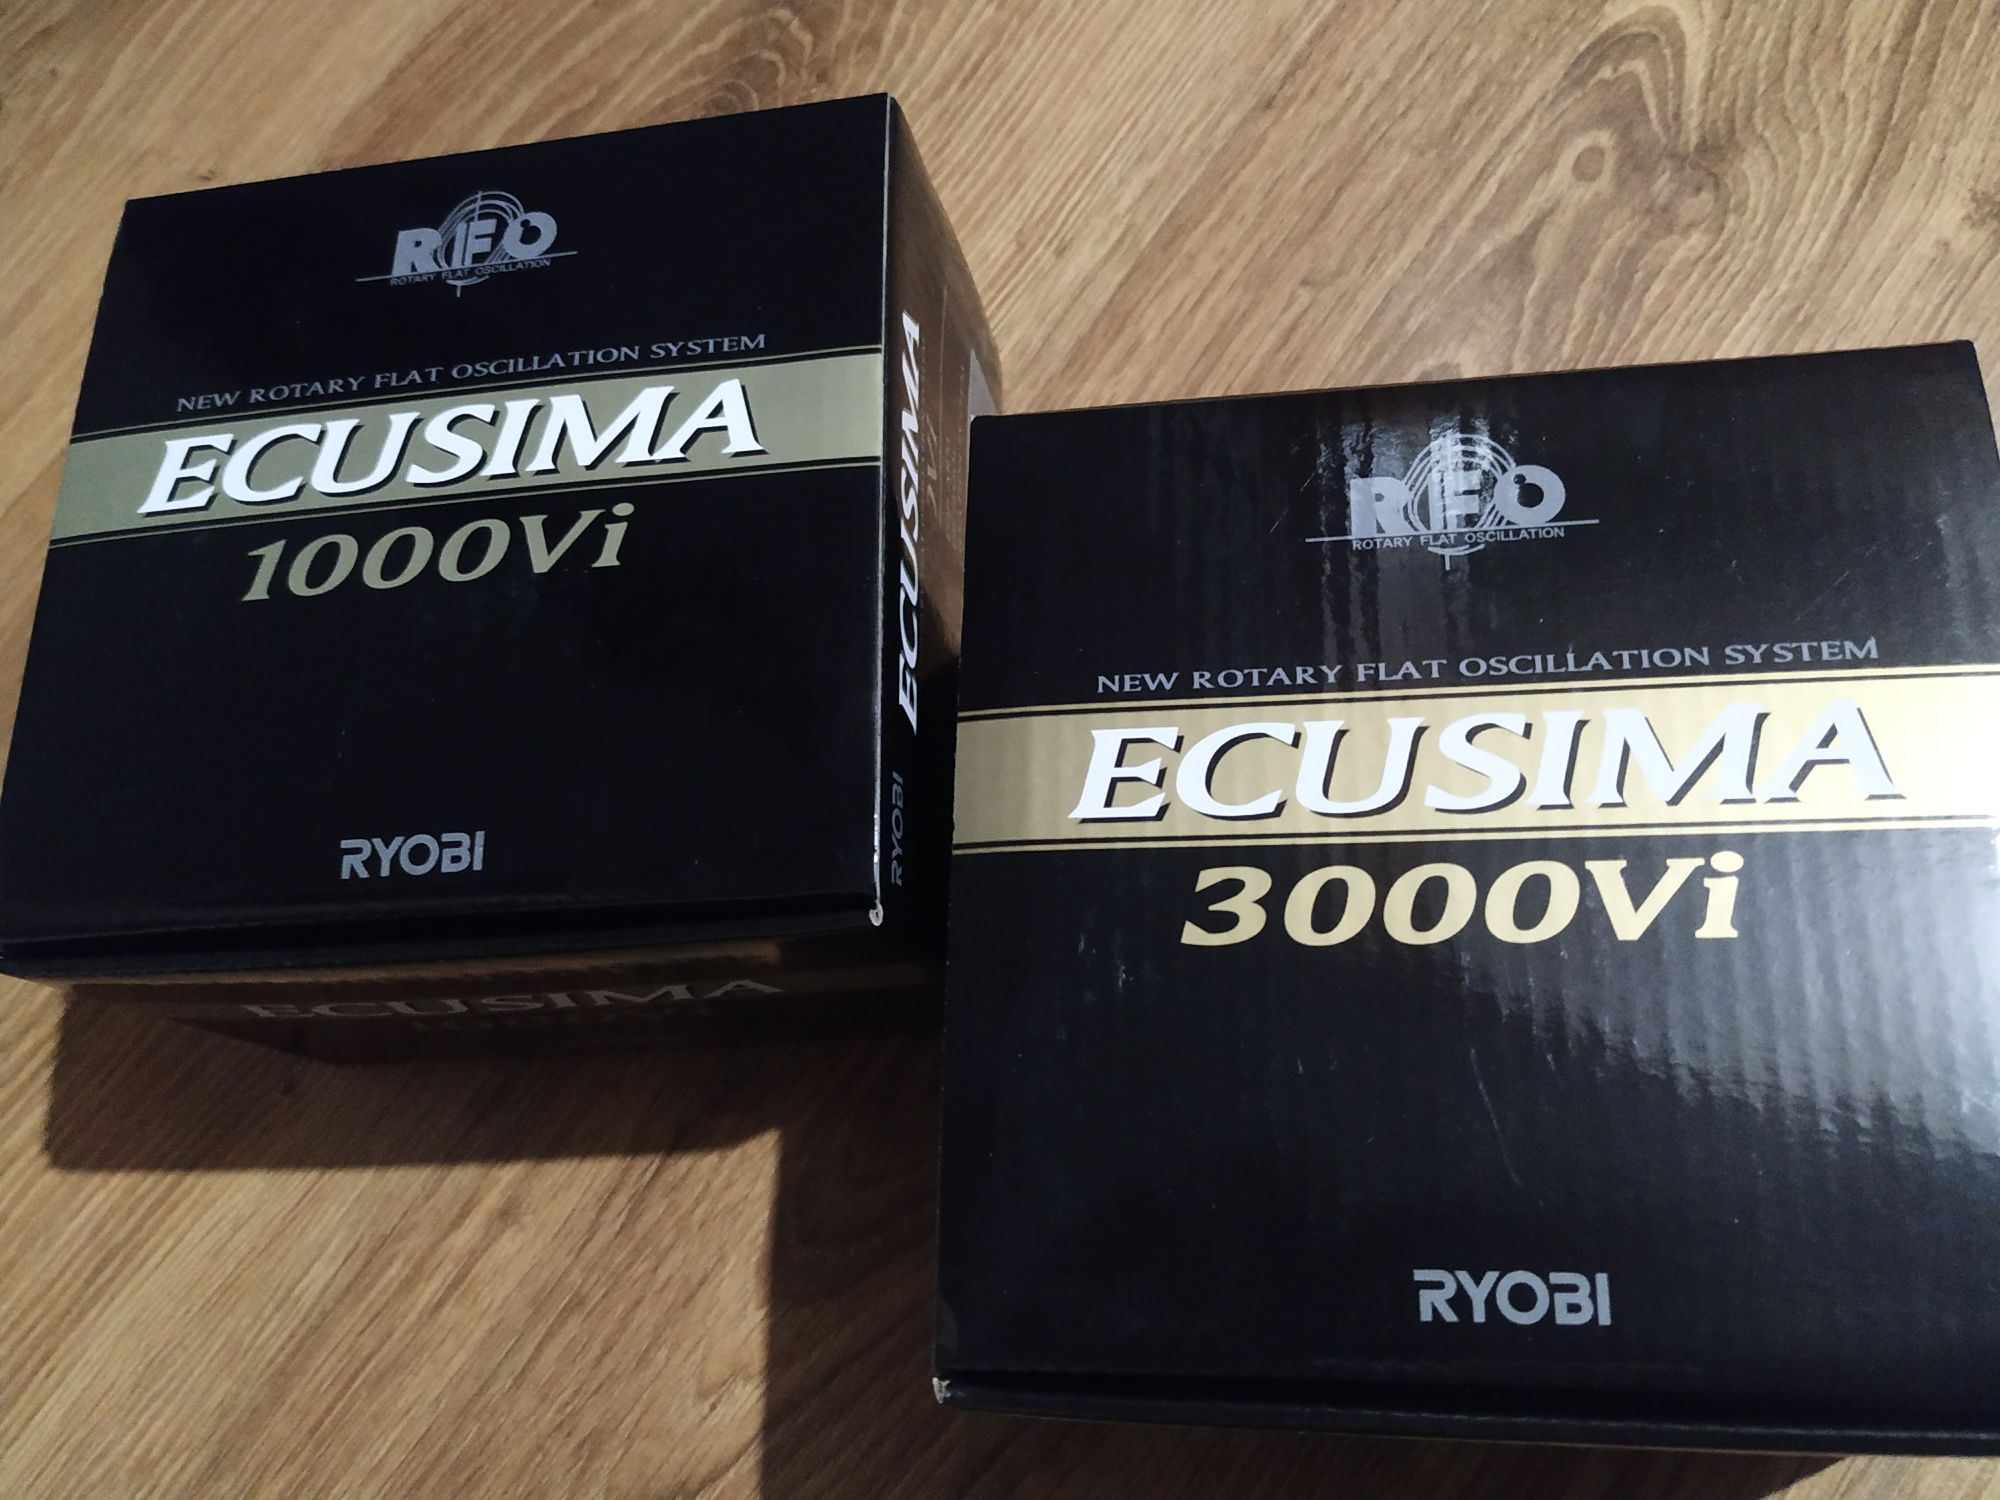 RFO
ROTARY FLAT OSCILLATION
NEW ROTARY FLAT OSCILLATION SYSTEM
ECUSIMA
1000Vi
RYOBI
ECUSIMA
RYOBI
ECUSIMA
RFO
ROTARY FLAT OSCILLATION
NEW ROTARY FLAT OSCILLATION SYSTEM
ECUSIMA
3000Vi
RYOBI